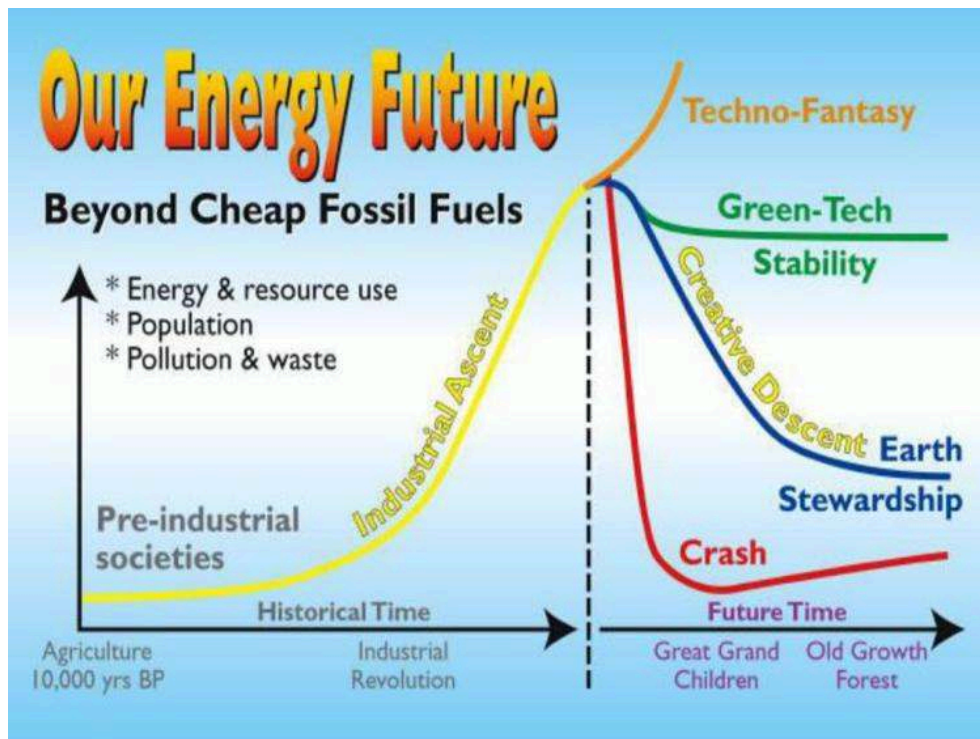 Our Energy Future
Beyond Cheap Fossil Fuels
* Energy & resource use
* Population
* Pollution & waste
Techno-Fantasy
Green-Tech
Stability
Creative Descent
Earth
Stewardship
Industrial Ascent
Pre-industrial
societies
Crash
Historical Time
Future Time
Agriculture
10,000 yrs BP
Industrial
Revolution
Great Grand
Children
Old Growth
Forest